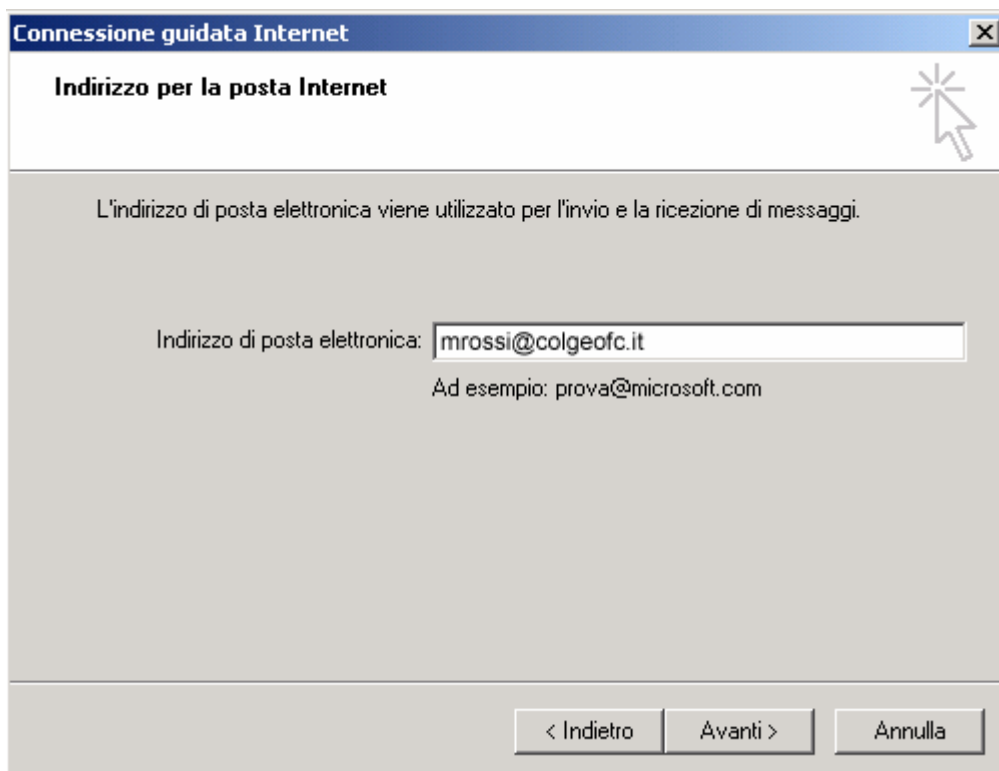 Connessione guidata Internet
Indirizzo per la posta Internet
L'indirizzo di posta elettronica viene utilizzato per l'invio e la ricezione di messaggi.
Indirizzo di posta elettronica: mrossi@colgeofc.it
Ad esempio: prova@microsoft.com
< Indietro Avanti > Annulla